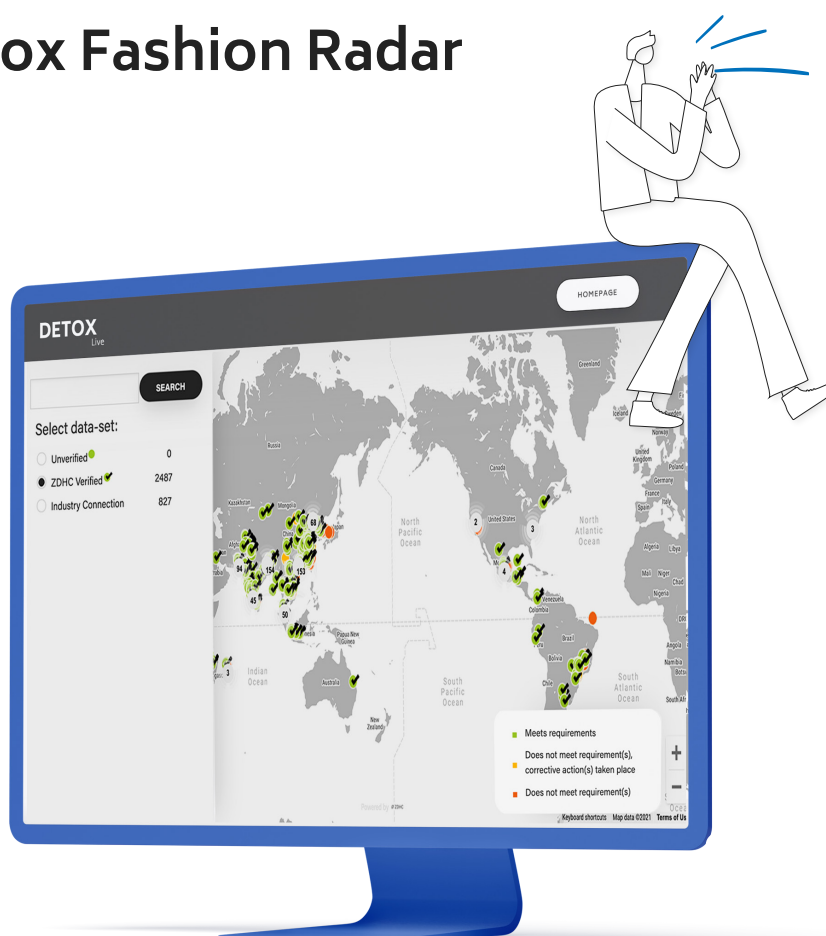 ox Fashion Radar
HOMEPAGE
DETOX
Live
SEARCH
Select data-set:
Unverified 0
ZDHC Verified 2487
Industry Connection 827
Greenland
Iceland
Sweden
Norway
United
Kingdom
Poland
Germany
France
Italy
Spain
Russia
Canada
Kazakhstan
Mongolia
China
68
2
United States
3
North
Pacific
Ocean
North
Atlantic
Ocean
Algeria
Libya
94
154
153
4
Mali
Niger
Chad
Nigeria
45
50
Venezuela
Colombia
Papua New
Guinea
Brazil
Angola
Namibia
3
Indian
Ocean
Australia
Bolivia
Chile
South
Pacific
Ocean
South
Atlantic
Ocean
New
Zealand
Meets requirements
Does not meet requirement(s),
corrective action(s) taken place
Does not meet requirement(s)
+
−
Powered by ZDHC
Keyboard shortcuts Map data ©2021 Terms of Us